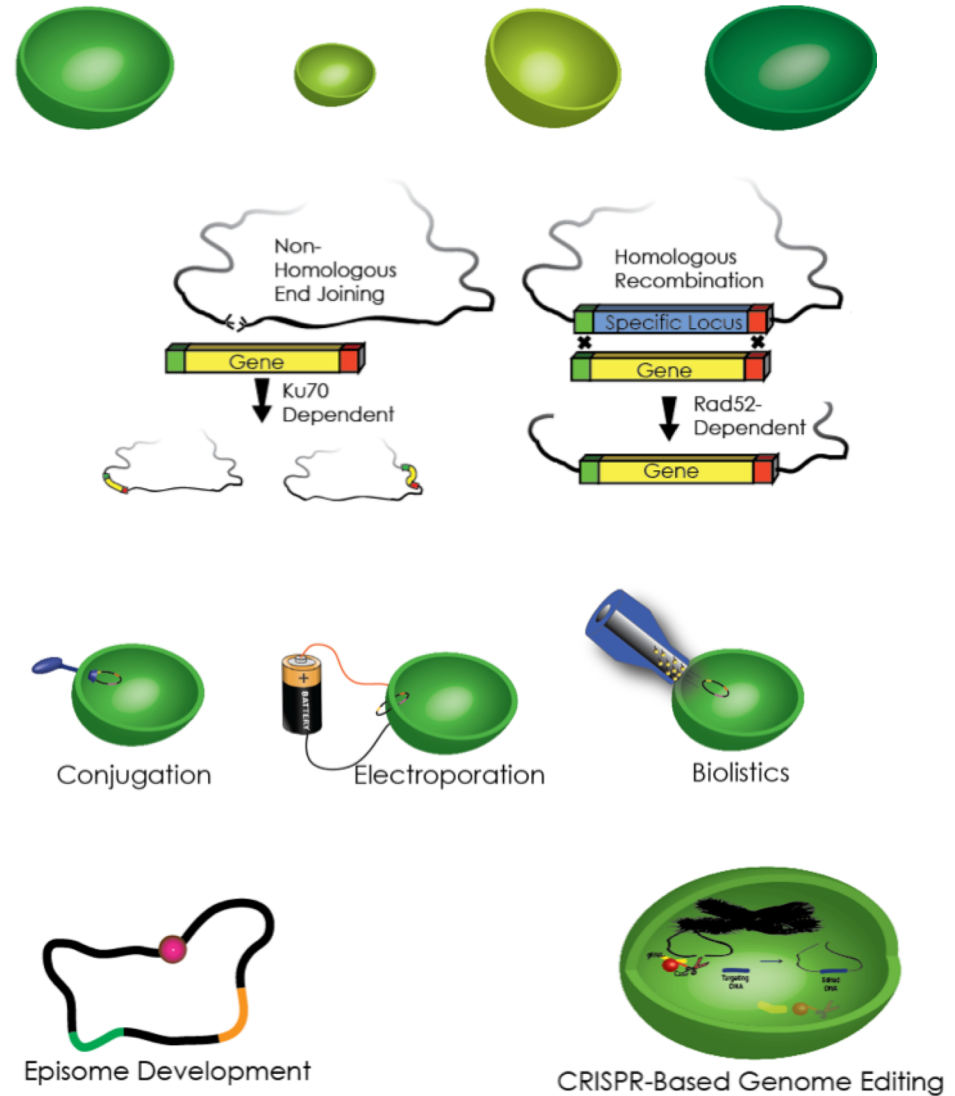 Non-
Homologous
End Joining
Homologous
Recombination
Specific Locus
Gene
Gene
Ku70
Dependent
Rad52-
Dependent
Gene
+
BATTERY
Conjugation
Electroporation
Biolistics
Targeting
DNA
Edited
DNA
Episome Development
CRISPR-Based Genome Editing